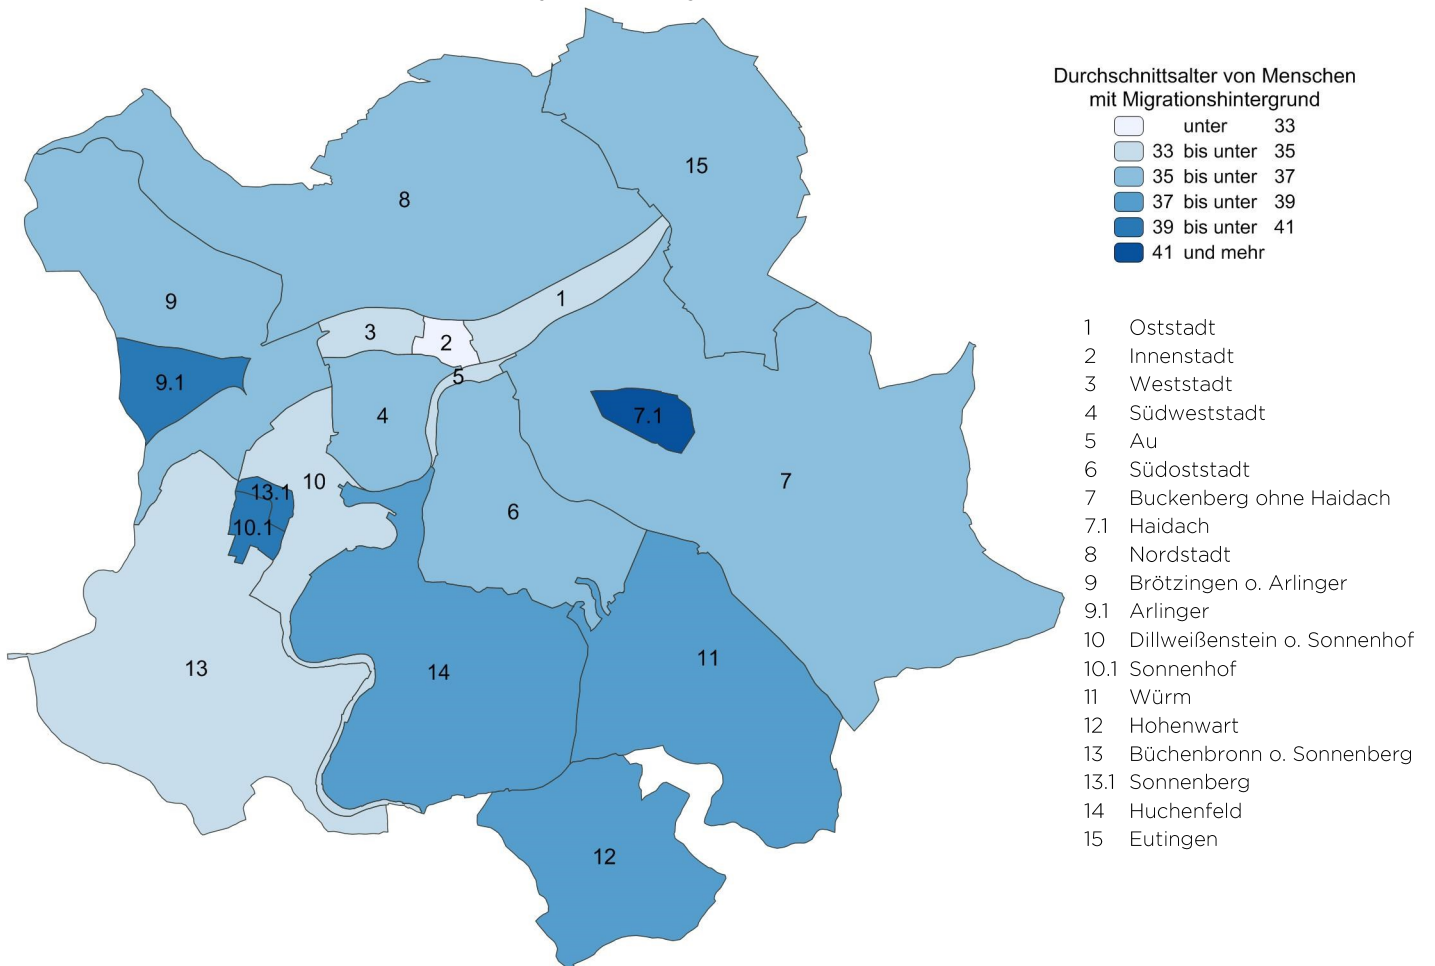 Durchschnittsalter von Menschen
mit Migrationshintergrund
unter 33
33 bis unter 35
35 bis unter 37
37 bis unter 39
39 bis unter 41
41 und mehr
15
8
1
9
3
2
5
9.1
4
7.1
10
7
13.1
6
10.1
11
13
14
12
1 Oststadt
2 Innenstadt
3 Weststadt
4 Südweststadt
5 Au
6 Südoststadt
7 Buckenberg ohne Haidach
7.1 Haidach
8 Nordstadt
9 Brötzingen o. Arlinger
9.1 Arlinger
10 Dillweißenstein o. Sonnenhof
10.1 Sonnenhof
11 Würm
12 Hohenwart
13 Büchenbronn o. Sonnenberg
13.1 Sonnenberg
14 Huchenfeld
15 Eutingen